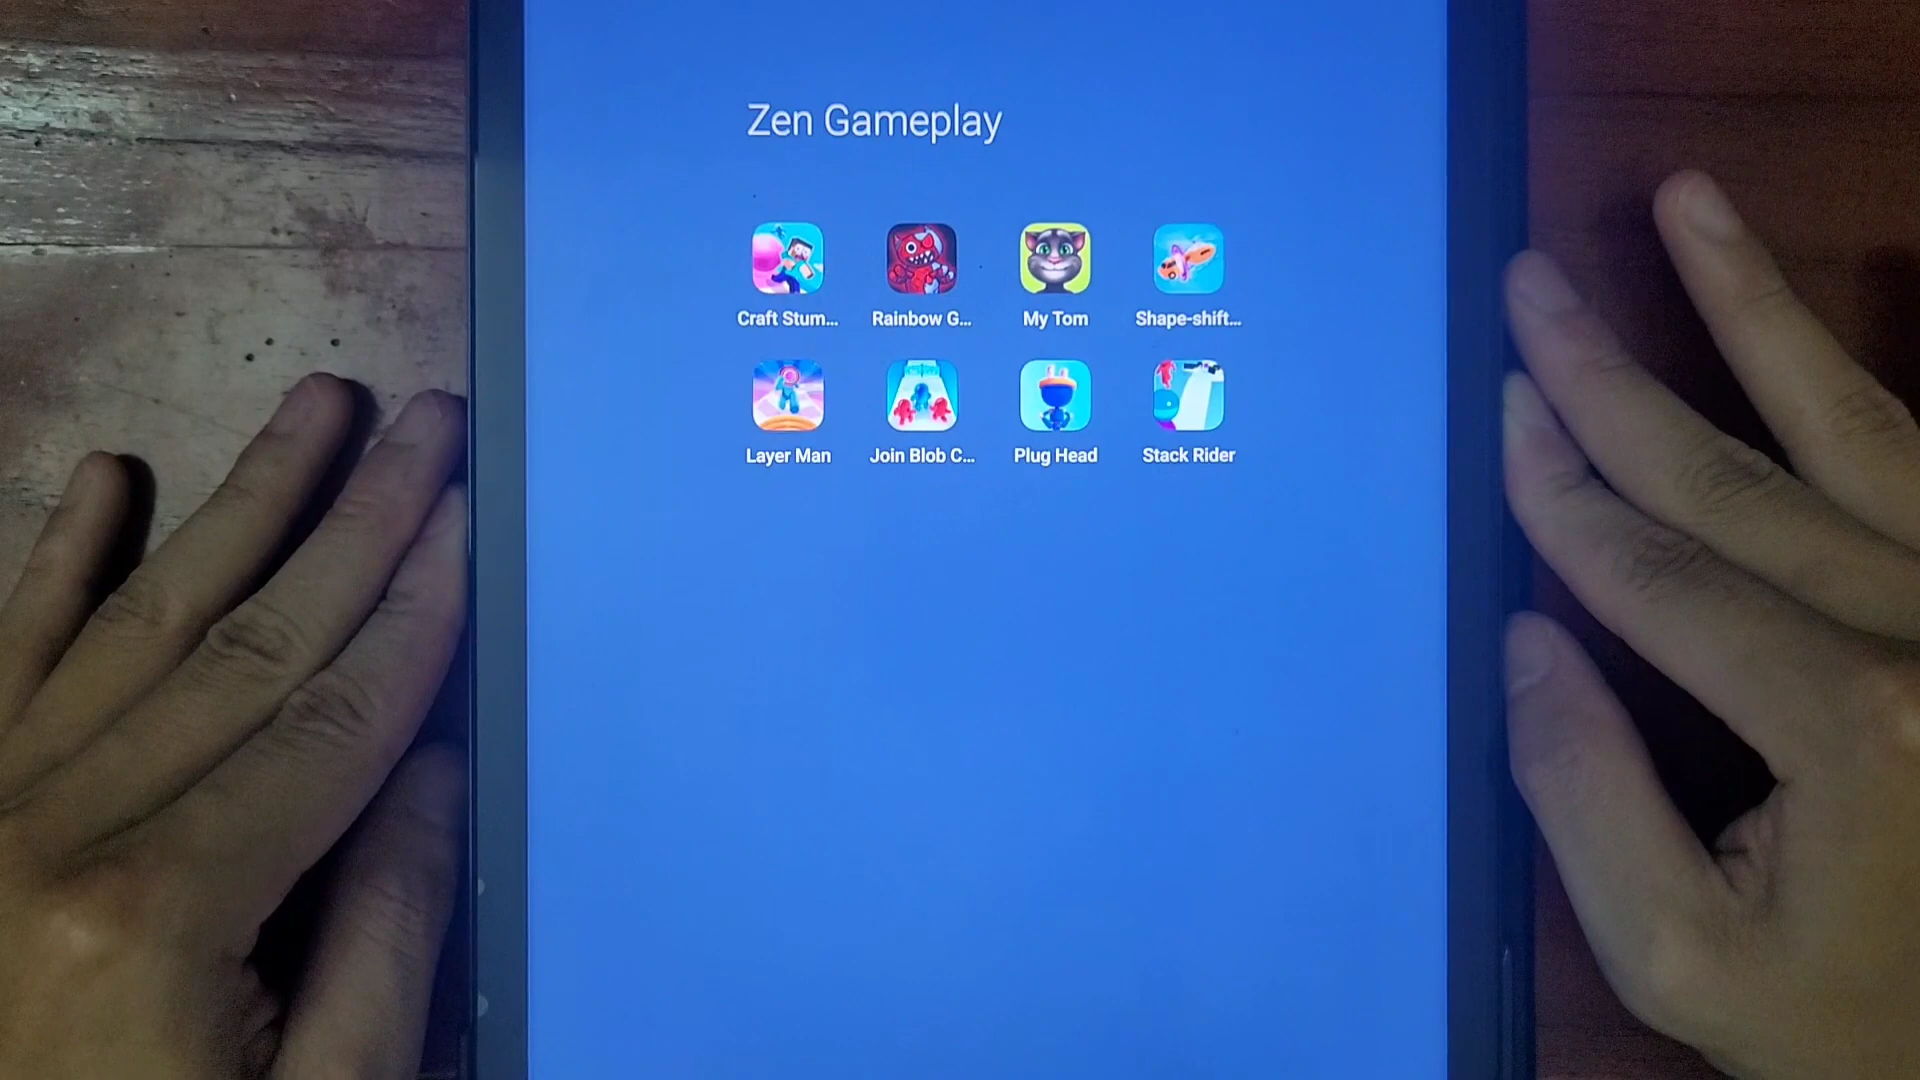 Zen Gameplay
Craft Stum... Rainbow G... My Tom Shape-shift...
Layer Man Join Blob C... Plug Head Stack Rider